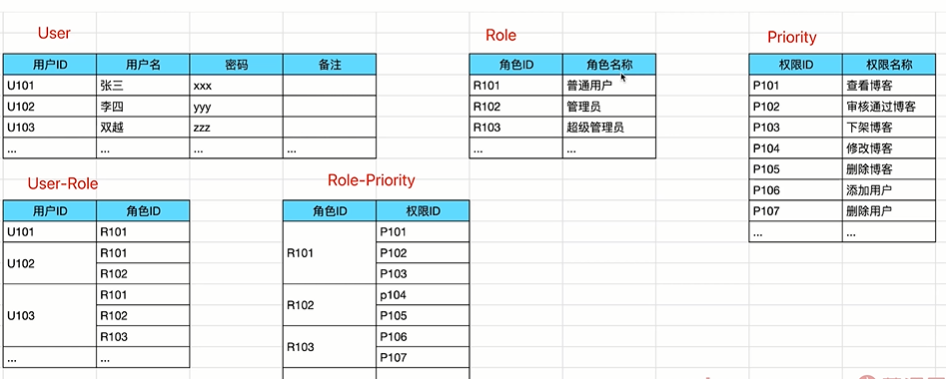 User
用户ID 用户名 密码 备注
U101 张三 xxx
U102 李四 yyy
U103 双越 zzz
... ... ... ...
Role
角色ID 角色名称
R101 普通用户
R102 管理员
R103 超级管理员
... ...
Priority
权限ID 权限名称
P101 查看博客
P102 审核通过博客
P103 下架博客
P104 修改博客
P105 删除博客
P106 添加用户
P107 删除用户
... ...
User-Role
用户ID 角色ID
U101 R101
U102 R101
R102
U103 R101
R102
R103
... ...
Role-Priority
角色ID 权限ID
R101 P101
P102
P103
R102 p104
P105
R103 P106
P107